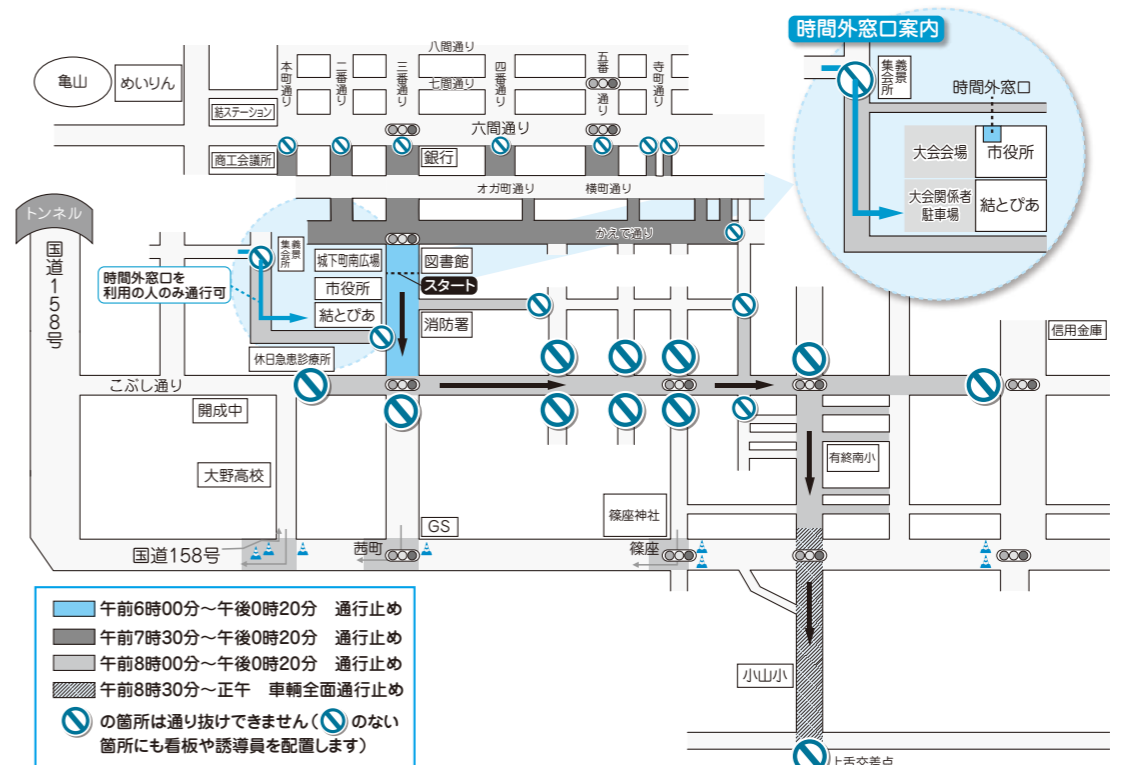 時間外窓口案内
義景
集会所
時間外窓口
大会会場
市役所
大会関係者
駐車場
結とぴあ
亀山
めいりん
結ステーション
商工会議所
本町通り
二番通り
三番通り
四番通り
五番通り
寺町通り
八間通り
七間通り
六間通り
銀行
オガ町通り
横町通り
かえで通り
トンネル
国道158号
義景
集会所
時間外窓口を
利用の人のみ通行可
城下町南広場
市役所
結とぴあ
図書館
スタート
消防署
休日急患診療所
こぶし通り
信用金庫
開成中
大野高校
有終南小
篠座神社
GS
国道158号
茜町
篠座
小山小
上舌交差点
午前6時00分〜午後0時20分 通行止め
午前7時30分〜午後0時20分 通行止め
午前8時00分〜午後0時20分 通行止め
午前8時30分〜正午 車輌全面通行止め
の箇所は通り抜けできません(のない
箇所にも看板や誘導員を配置します)